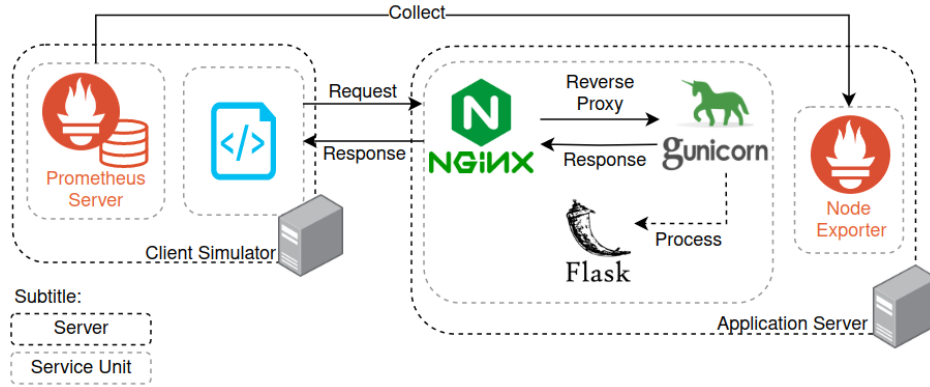 Collect
Prometheus
Server
</>
Client Simulator
Request
Response
NGiNX
Reverse
Proxy
Response
gunicorn
Process
Flask
Node
Exporter
Application Server
Subtitle:
Server
Service Unit